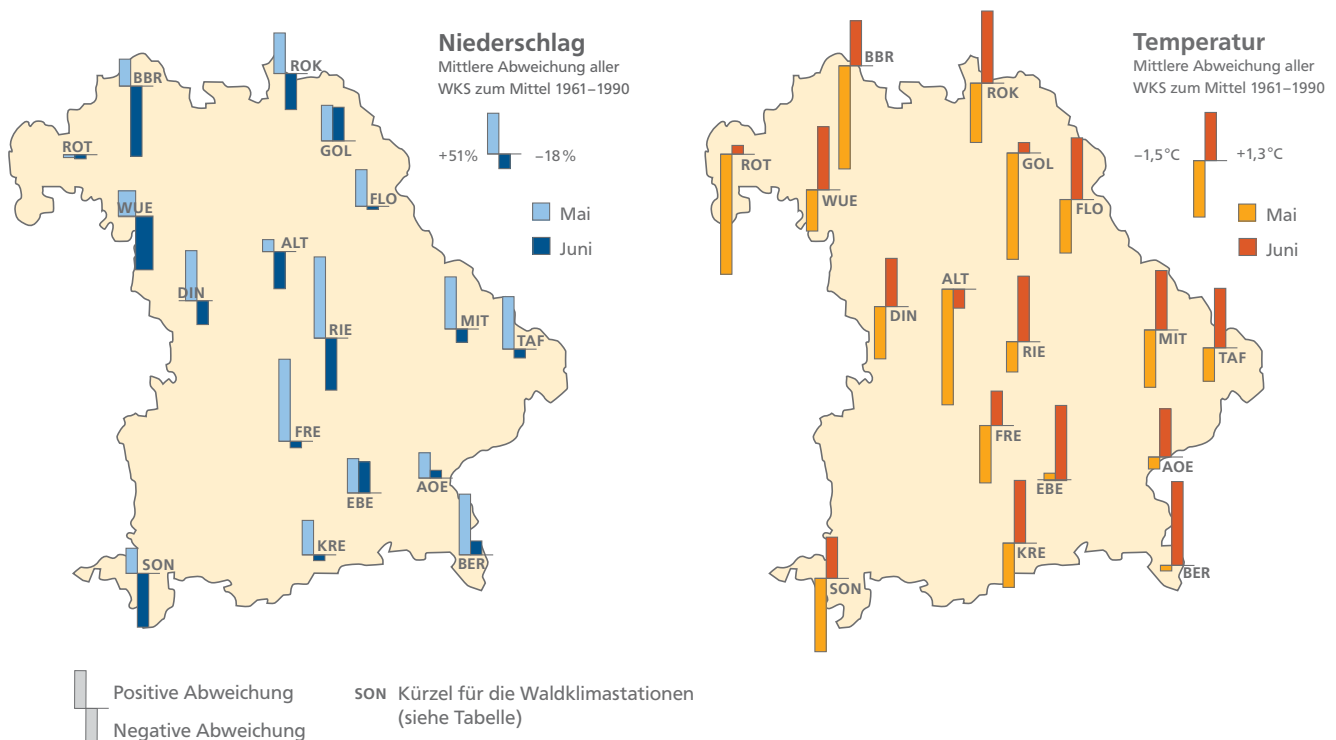 Niederschlag
Mittlere Abweichung aller
WKS zum Mittel 1961–1990
+51%
–18%
Mai
Juni
BBR
ROK
ROT
GOL
FLO
WUE
ALT
DIN
RIE
MIT
TAF
FRE
EBE
AOE
KRE
BER
SON
Temperatur
Mittlere Abweichung aller
WKS zum Mittel 1961–1990
–1,5°C
+1,3°C
Mai
Juni
BBR
ROK
ROT
GOL
WUE
FLO
ALT
DIN
RIE
MIT
TAF
FRE
AOE
EBE
KRE
BER
SON
Positive Abweichung
Negative Abweichung
SON Kürzel für die Waldklimastationen
(siehe Tabelle)